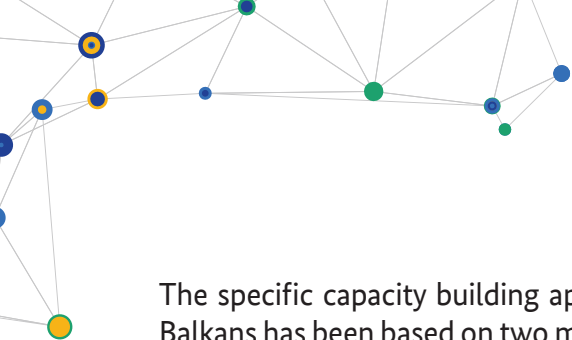 The specific capacity building
Balkans has been based on two